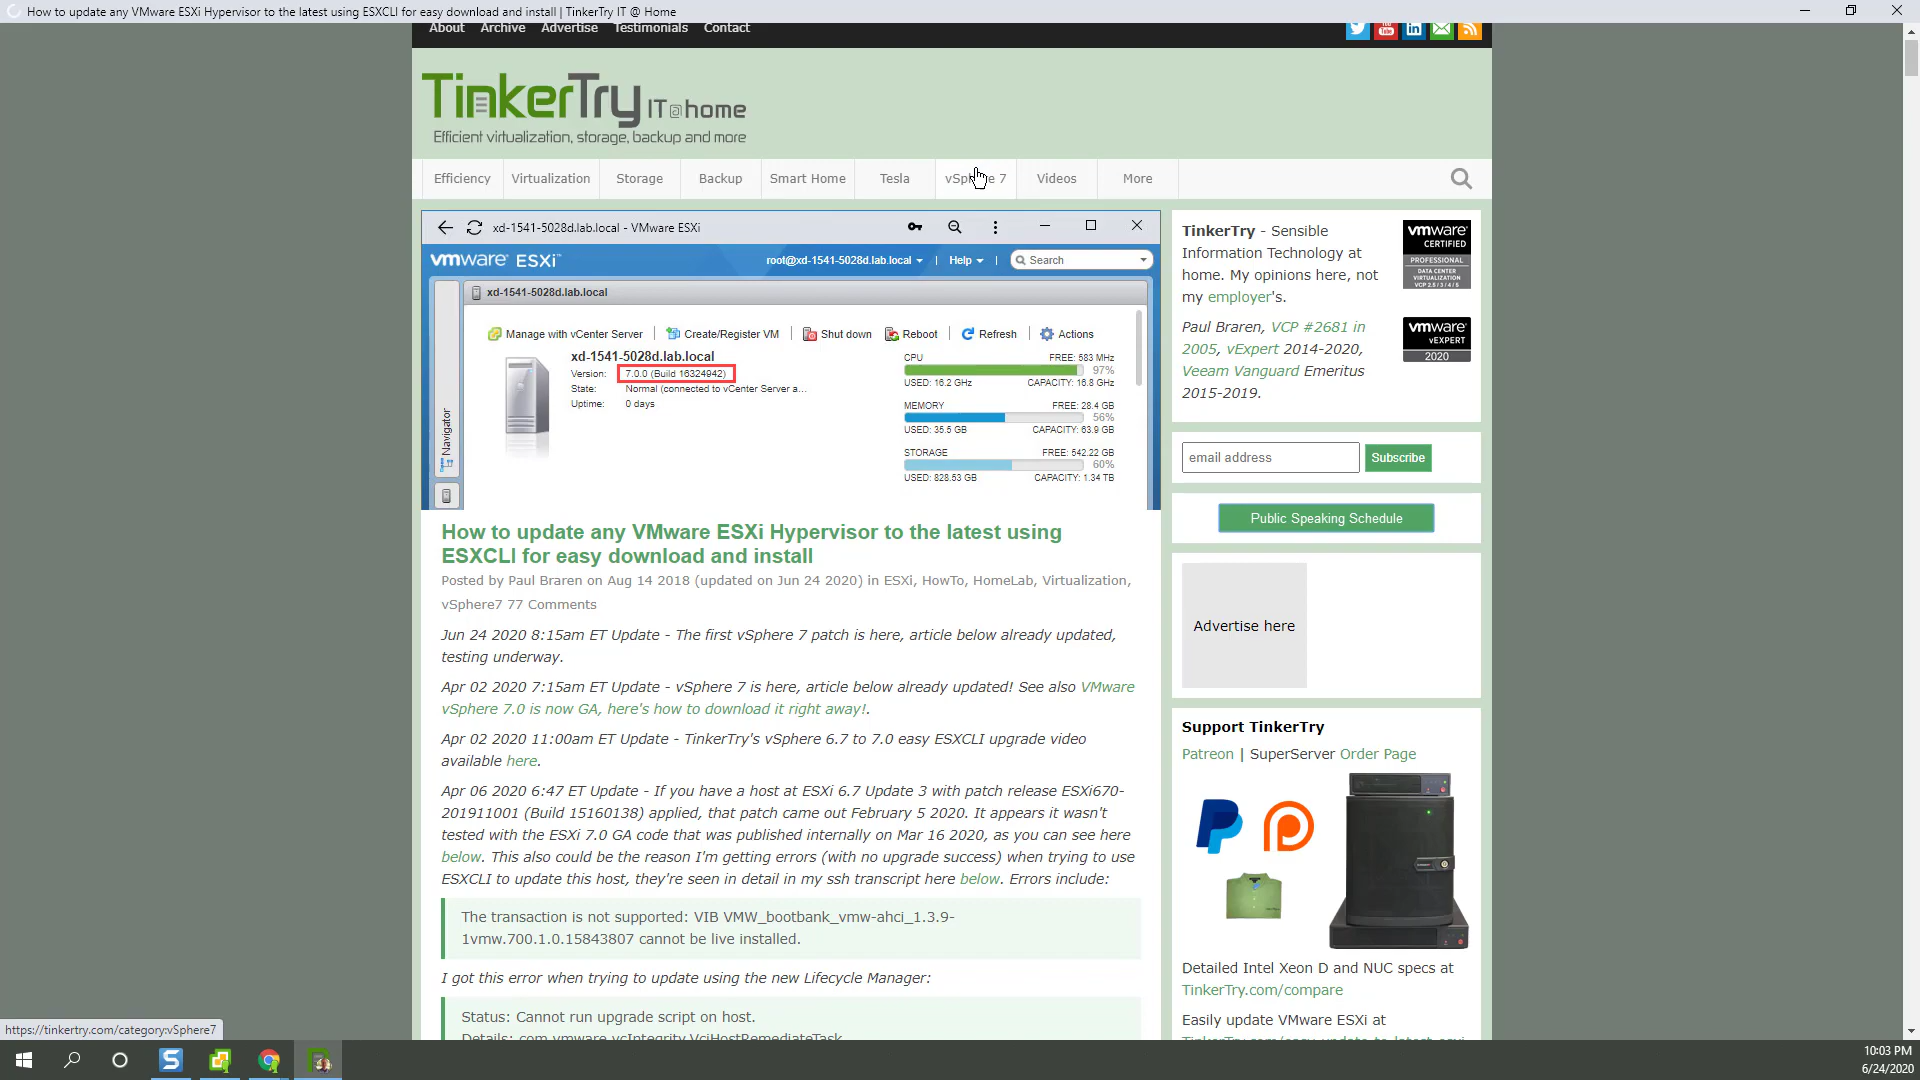 How to update any VMware ESXi Hypervisor to the latest using ESXCLI for easy download and install | TinkerTry IT @ Home
About Archive Advertise Testimonials Contact
TinkerTry IT@home
Efficient virtualization, storage, backup and more
Efficiency Virtualization Storage Backup Smart Home Tesla vSphere 7 Videos More
xd-1541-5028d.lab.local - VMware ESXi
vmware ESXi
root@xd-1541-5028d.lab.local | Help | Search
xd-1541-5028d.lab.local
Manage with vCenter Server | Create/Register VM | Shut down Reboot | Refresh | Actions
xd-1541-5028d.lab.local
Version: 7.0.0 (Build 16324942)
State: Normal (connected to vCenter Server a...
Uptime: 0 days
CPU FREE: 583 MHz
97%
USED: 16.2 GHz CAPACITY: 16.8 GHz
MEMORY FREE: 28.4 GB
56%
USED: 35.5 GB CAPACITY: 63.9 GB
STORAGE FREE: 542.22 GB
60%
USED: 828.53 GB CAPACITY: 1.34 TB
Navigator
How to update any VMware ESXi Hypervisor to the latest using
ESXCLI for easy download and install
Posted by Paul Braren on Aug 14 2018 (updated on Jun 24 2020) in ESXi, HowTo, HomeLab, Virtualization,
vSphere7 77 Comments
Jun 24 2020 8:15am ET Update - The first vSphere 7 patch is here, article below already updated,
testing underway.
Apr 02 2020 7:15am ET Update - vSphere 7 is here, article below already updated! See also VMware
vSphere 7.0 is now GA, here's how to download it right away!.
Apr 02 2020 11:00am ET Update - TinkerTry's vSphere 6.7 to 7.0 easy ESXCLI upgrade video
available here.
Apr 06 2020 6:47 ET Update - If you have a host at ESXi 6.7 Update 3 with patch release ESXi670-
201911001 (Build 15160138) applied, that patch came out February 5 2020. It appears it wasn't
tested with the ESXi 7.0 GA code that was published internally on Mar 16 2020, as you can see here
below. This also could be the reason I'm getting errors (with no upgrade success) when trying to use
ESXCLI to update this host, they're seen in detail in my ssh transcript here below. Errors include:
The transaction is not supported: VIB VMW_bootbank_vmw-ahci_1.3.9-
1vmw.700.1.0.15843807 cannot be live installed.
I got this error when trying to update using the new Lifecycle Manager:
Status: Cannot run upgrade script on host.
Details: com.vmware.vcIntegrity.VciHostRemediateTask
TinkerTry - Sensible
Information Technology at
home. My opinions here, not
my employer's.
vmware
CERTIFIED
PROFESSIONAL
DATA CENTER
VIRTUALIZATION
VCP 2.5 / 3 / 4 / 5
Paul Braren, VCP #2681 in
2005, vExpert 2014-2020,
Veeam Vanguard Emeritus
2015-2019.
vmware
vEXPERT
2020
email address Subscribe
Public Speaking Schedule
Advertise here
Support TinkerTry
Patreon | SuperServer Order Page
Detailed Intel Xeon D and NUC specs at
TinkerTry.com/compare
Easily update VMware ESXi at
TinkerTry.com/easy-update-to-latest-esxi
https://tinkertry.com/category:vSphere7
10:03 PM
6/24/2020